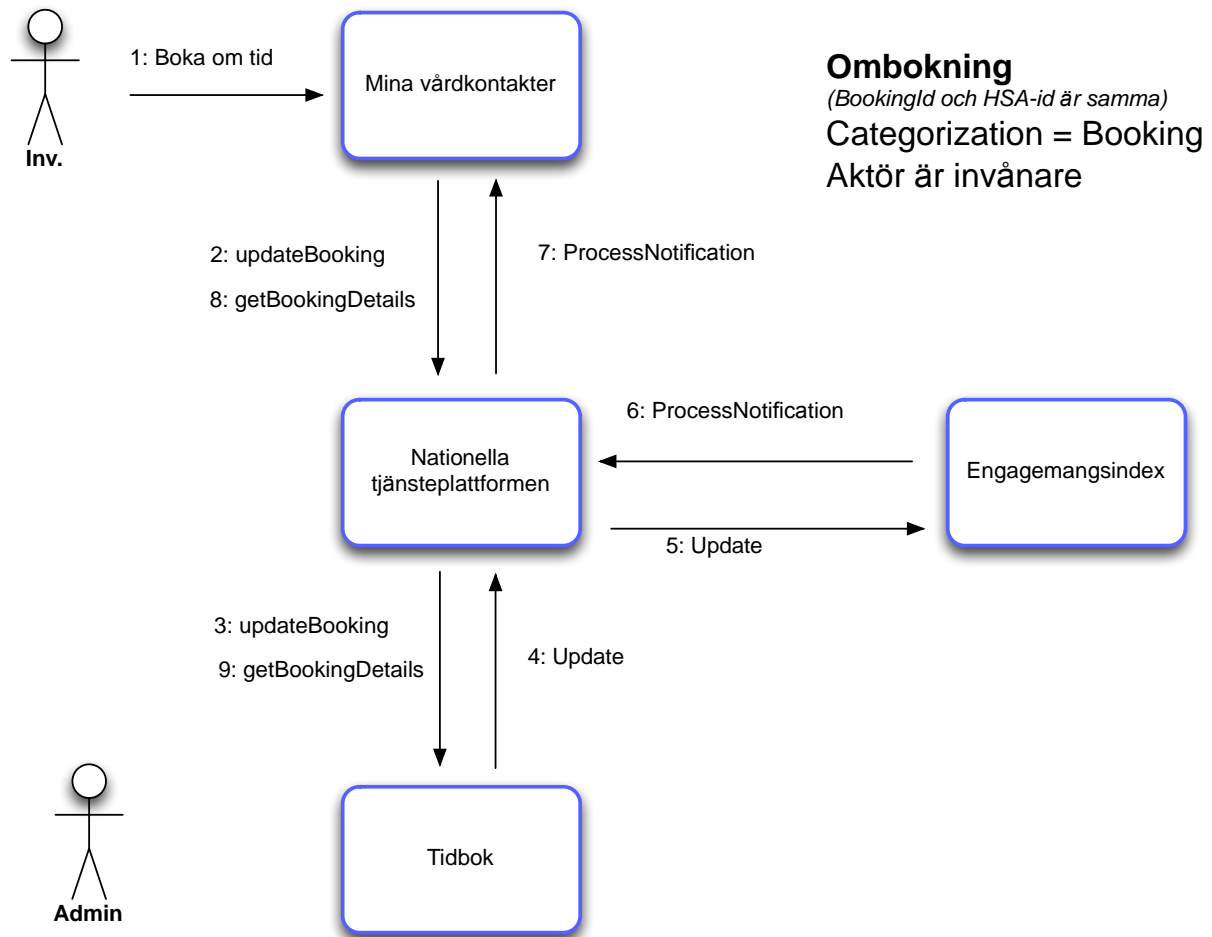 1: Boka om tid
Inv.
Mina vårdkontakter
Ombokning
(BookingId och HSA-id är samma)
Categorization = Booking
Aktör är invånare
2: updateBooking
8: getBookingDetails
7: ProcessNotification
Nationella
tjänsteplattformen
6: ProcessNotification
5: Update
Engagemangsindex
3: updateBooking
9: getBookingDetails
4: Update
Admin
Tidbok